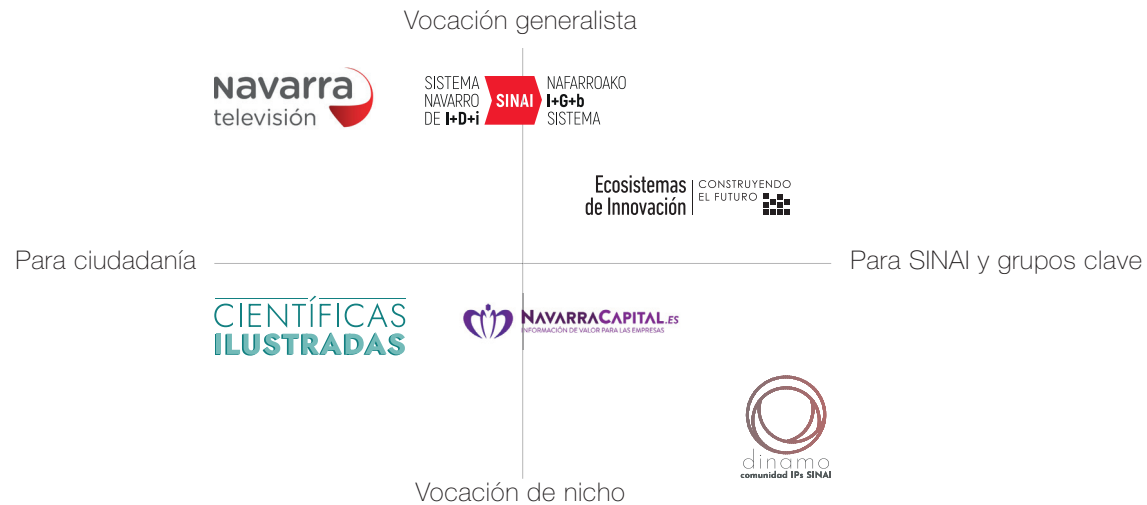 Vocación generalista
Navarra
televisión
SISTEMA
NAVARRO
DE I+D+i
SINAI
NAFARROAKO
I+G+b
SISTEMA
Ecosistemas
de Innovación
CONSTRUYENDO
EL FUTURO
Para ciudadanía
Para SINAI y grupos clave
CIENTÍFICAS
ILUSTRADAS
NAVARRACAPITAL.ES
INFORMACIÓN DE VALOR PARA LAS EMPRESAS
dinamo
comunidad IPs SINAI
Vocación de nicho